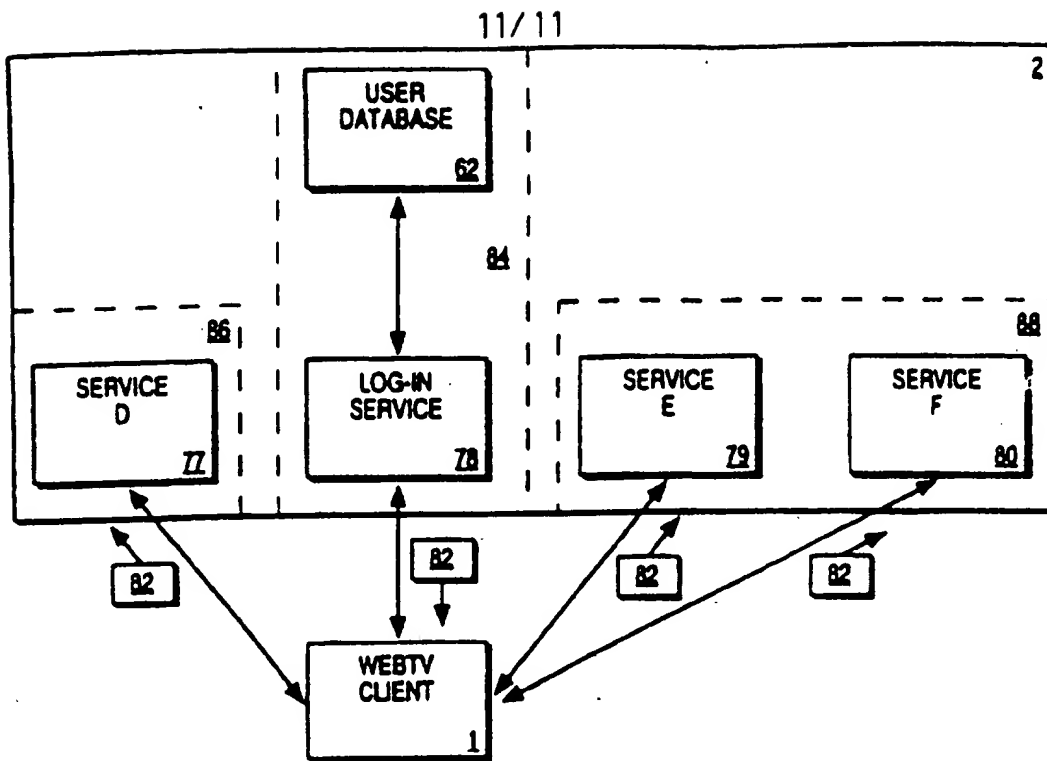 11/11
2
USER
DATABASE
62
84
86
88
SERVICE
D
77
LOG-IN
SERVICE
78
SERVICE
E
79
SERVICE
F
80
82
82
82
82
WEBTV
CLIENT
1